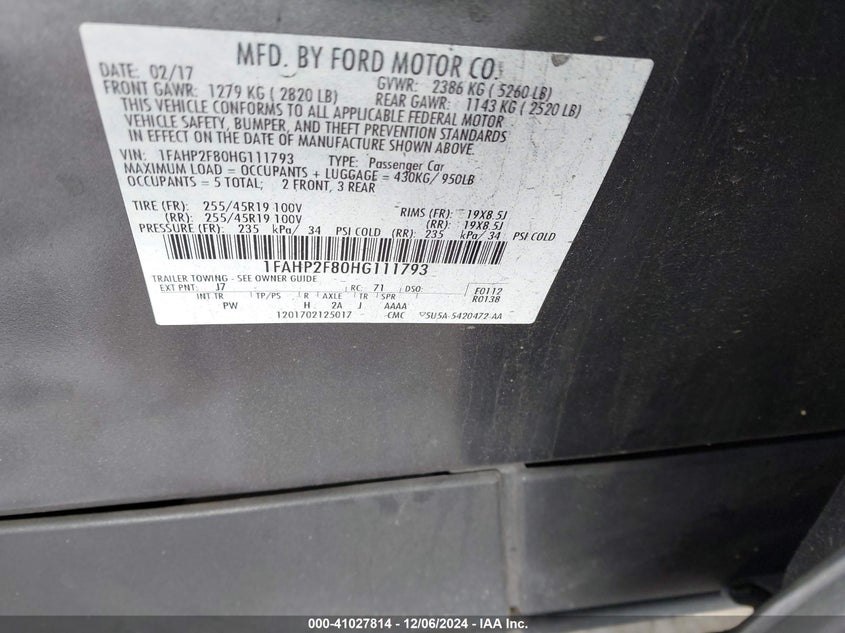 MFD. BY FORD MOTOR CO.
DATE: 02/17 GVWR: 2386 KG ( 5260 LB)
FRONT GAWR: 1279 KG ( 2820 LB) REAR GAWR: 1143 KG ( 2520 LB)
THIS VEHICLE CONFORMS TO ALL APPLICABLE FEDERAL MOTOR
VEHICLE SAFETY, BUMPER, AND THEFT PREVENTION STANDARDS
IN EFFECT ON THE DATE OF MANUFACTURE SHOWN ABOVE.
VIN: 1FAHP2F80HG111793 TYPE: Passenger Car
MAXIMUM LOAD = OCCUPANTS + LUGGAGE = 430KG/ 950LB
OCCUPANTS = 5 TOTAL; 2 FRONT, 3 REAR
TIRE (FR): 255/45R19 100V RIMS (FR): 19X8.5J
(RR): 255/45R19 100V (RR): 19X8.5J
PRESSURE (FR): 235 kPa/ 34 PSI COLD (RR): 235 kPa/ 34 PSI COLD
1FAHP2F80HG111793
TRAILER TOWING - SEE OWNER GUIDE
EXT PNT: J7 RC: 71 DSO: F0112
INT TR TP/PS R AXLE TR SPR R0138
PW H 2A J AAAA
1201702125017 CMC 5U5A-5420472-AA
000-41027814 - 12/06/2024 - IAA Inc.